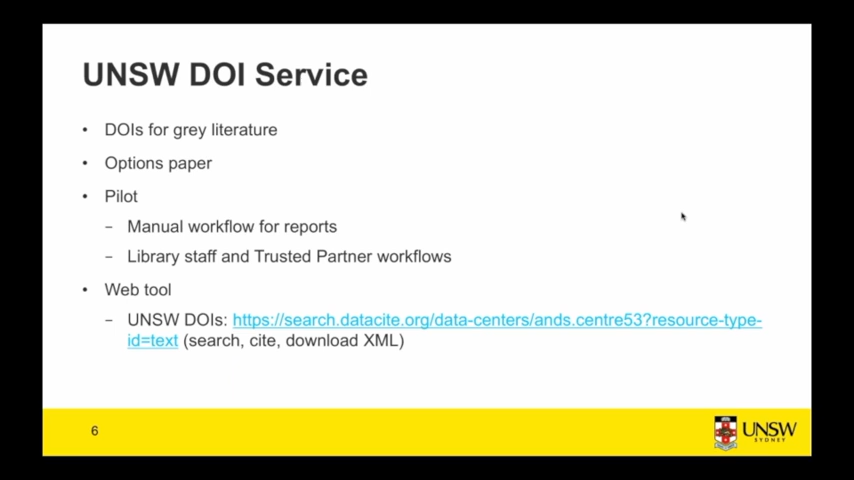 UNSW DOI Service
• DOIs for grey literature
• Options paper
• Pilot
– Manual workflow for reports
– Library staff and Trusted Partner workflows
• Web tool
– UNSW DOIs: https://search.datacite.org/data-centers/ands.centre53?resource-type-
id=text (search, cite, download XML)
6
UNSW
SYDNEY